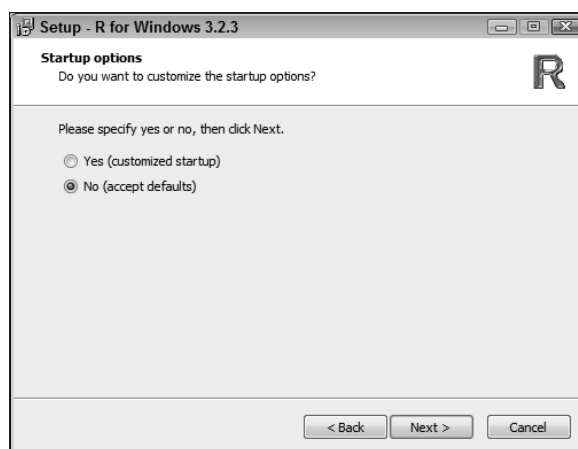 Setup - R for Windows 3.2.3
Startup options
Do you want to customize the startup options?
R
Please specify yes or no, then click Next.
Yes (customized startup)
No (accept defaults)
< Back
Next >
Cancel